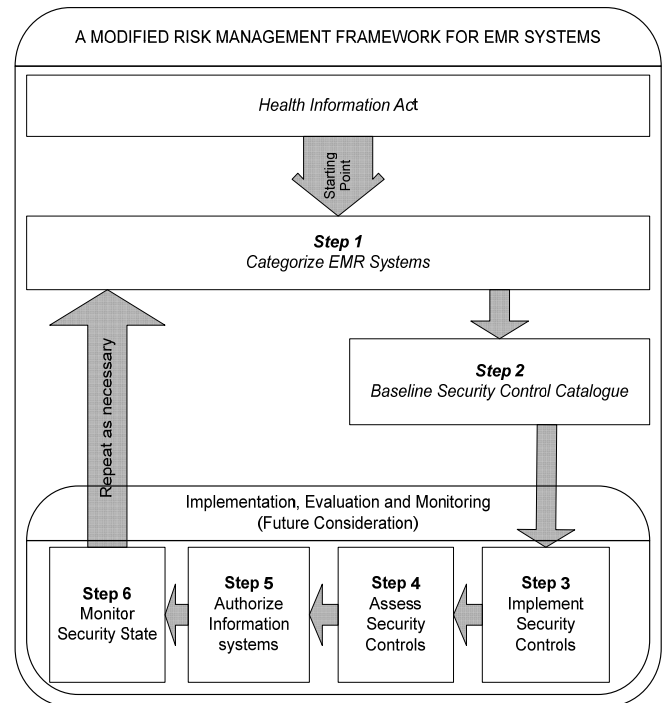 A MODIFIED RISK MANAGEMENT FRAMEWORK FOR EMR SYSTEMS
Health Information Act
Starting
Point
Step 1
Categorize EMR Systems
Step 2
Baseline Security Control Catalogue
Repeat as necessary
Implementation, Evaluation and Monitoring
(Future Consideration)
Step 6
Monitor
Security State
Step 5
Authorize
Information
systems
Step 4
Assess
Security
Controls
Step 3
Implement
Security
Controls